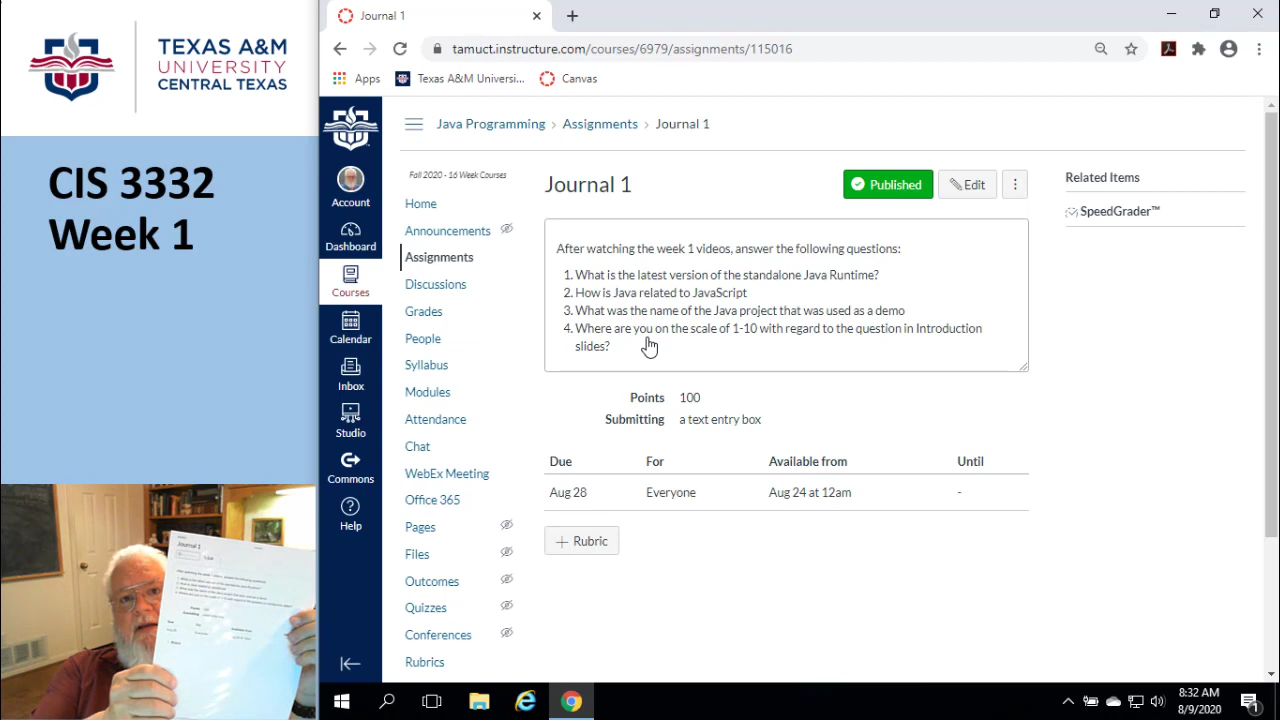 TEXAS A&M
UNIVERSITY
CENTRAL TEXAS
CIS 3332
Week 1
Journal 1
tamuct.instructure.com/courses/6979/assignments/115016
Apps
Texas A&M Universi...
Canvas
Account
Dashboard
Courses
Calendar
Inbox
Studio
Commons
Help
Java Programming › Assignments › Journal 1
Fall 2020 - 16 Week Courses
Home
Announcements
Assignments
Discussions
Grades
People
Syllabus
Modules
Attendance
Chat
WebEx Meeting
Office 365
Pages
Files
Outcomes
Quizzes
Conferences
Rubrics
Journal 1
Published
Edit
After watching the week 1 videos, answer the following questions:
1. What is the latest version of the standalone Java Runtime?
2. How is Java related to JavaScript
3. What was the name of the Java project that was used as a demo
4. Where are you on the scale of 1-10 with regard to the question in Introduction
slides?
Points 100
Submitting a text entry box
Due For Available from Until
Aug 28 Everyone Aug 24 at 12am -
+ Rubric
Related Items
SpeedGrader™
Journal 1
8:32 AM
8/9/2020
1